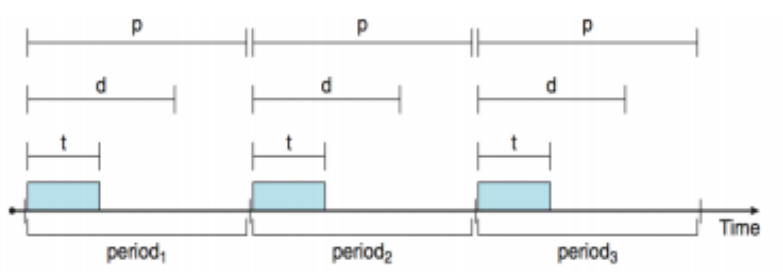 p p p
d d d
t t t
Time
period₁ period₂ period₃